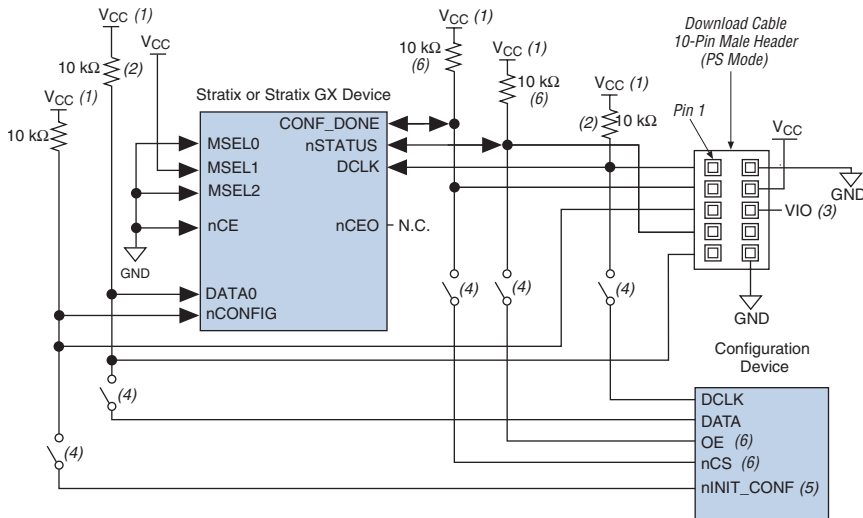 VCC (1)
10 kΩ
(2)
VCC
VCC (1)
10 kΩ
VCC (1)
10 kΩ
(6)
VCC (1)
10 kΩ
(6)
VCC (1)
(2)
10 kΩ
Download Cable
10-Pin Male Header
(PS Mode)
Pin 1
VCC
GND
VIO (3)
GND
Stratix or Stratix GX Device
CONF_DONE
nSTATUS
DCLK
MSEL0
MSEL1
MSEL2
nCE
nCEO
N.C.
GND
DATA0
nCONFIG
(4)
(4)
(4)
(4)
(4)
Configuration
Device
DCLK
DATA
OE (6)
nCS (6)
nINIT_CONF (5)